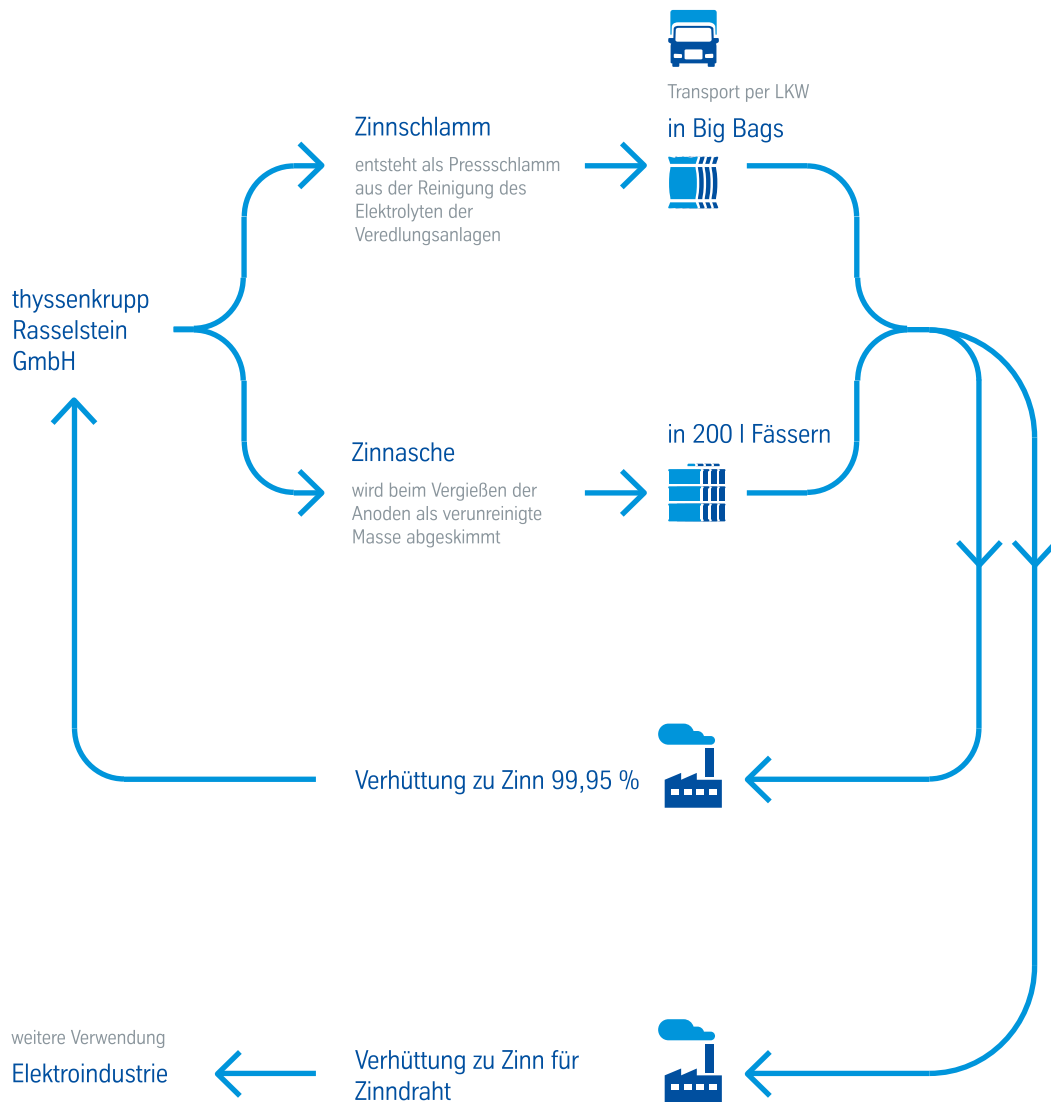 Transport per LKW
in Big Bags
Zinnschlamm
entsteht als Pressschlamm
aus der Reinigung des
Elektrolyten der
Veredlungsanlagen
thyssenkrupp
Rasselstein
GmbH
in 200 l Fässern
Zinnasche
wird beim Vergießen der
Anoden als verunreinigte
Masse abgeskimmt
Verhüttung zu Zinn 99,95 %
weitere Verwendung
Elektroindustrie
Verhüttung zu Zinn für
Zinndraht